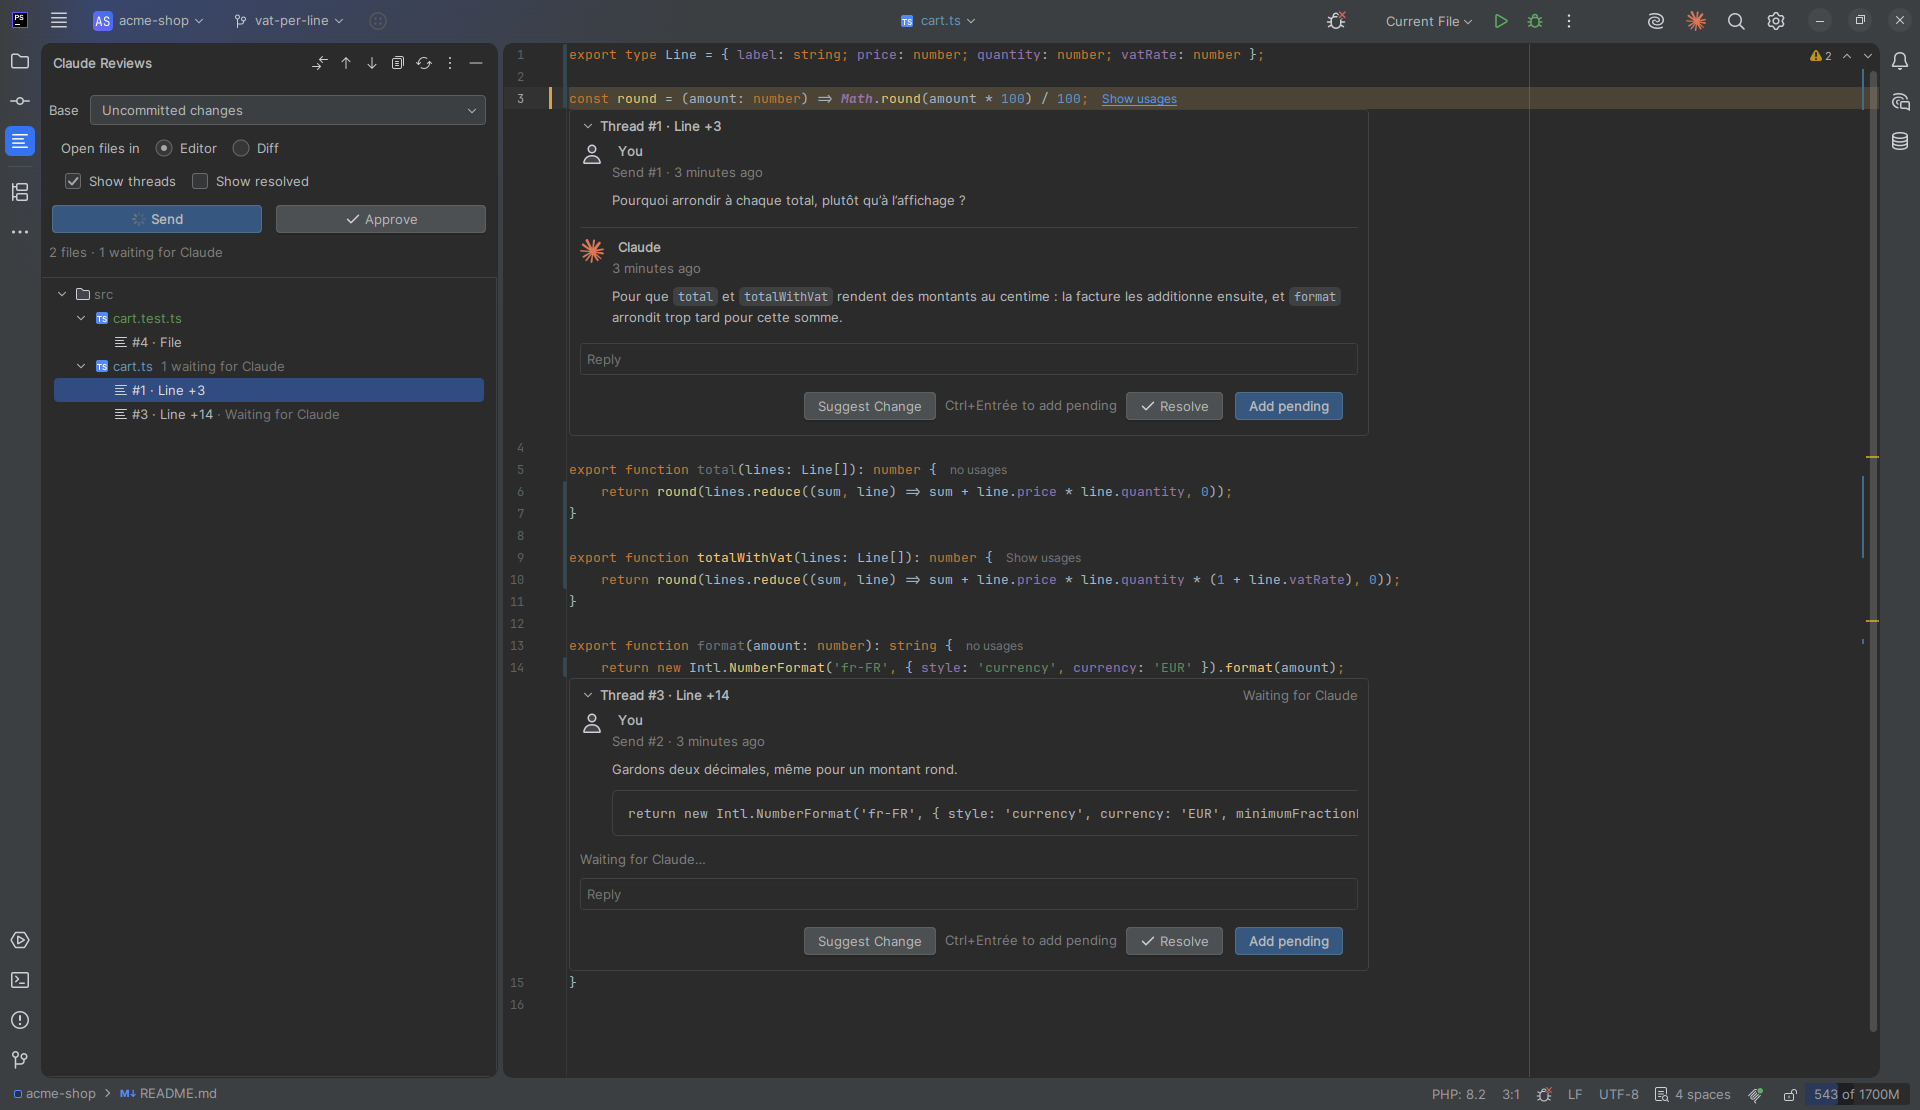 PS
AS acme-shop
vat-per-line
TS cart.ts
Current File
Claude Reviews
Base Uncommitted changes
Open files in Editor Diff
Show threads Show resolved
Send Approve
2 files · 1 waiting for Claude
src
TS cart.test.ts
#4 · File
TS cart.ts 1 waiting for Claude
#1 · Line +3
#3 · Line +14 · Waiting for Claude
1 export type Line = { label: string; price: number; quantity: number; vatRate: number };
2
3 const round = (amount: number) => Math.round(amount * 100) / 100; Show usages
2
Thread #1 · Line +3
You
Send #1 · 3 minutes ago
Pourquoi arrondir à chaque total, plutôt qu’à l’affichage ?
Claude
3 minutes ago
Pour que total et totalWithVat rendent des montants au centime : la facture les additionne ensuite, et format
arrondit trop tard pour cette somme.
Reply
Suggest Change Ctrl+Entrée to add pending Resolve Add pending
4
5 export function total(lines: Line[]): number { no usages
6 return round(lines.reduce((sum, line) => sum + line.price * line.quantity, 0));
7 }
8
9 export function totalWithVat(lines: Line[]): number { Show usages
10 return round(lines.reduce((sum, line) => sum + line.price * line.quantity * (1 + line.vatRate), 0));
11 }
12
13 export function format(amount: number): string { no usages
14 return new Intl.NumberFormat('fr-FR', { style: 'currency', currency: 'EUR' }).format(amount);
Thread #3 · Line +14 Waiting for Claude
You
Send #2 · 3 minutes ago
Gardons deux décimales, même pour un montant rond.
return new Intl.NumberFormat('fr-FR', { style: 'currency', currency: 'EUR', minimumFraction
Waiting for Claude...
Reply
Suggest Change Ctrl+Entrée to add pending Resolve Add pending
15 }
16
acme-shop > M↓ README.md
PHP: 8.2 3:1 LF UTF-8 4 spaces 543 of 1700M